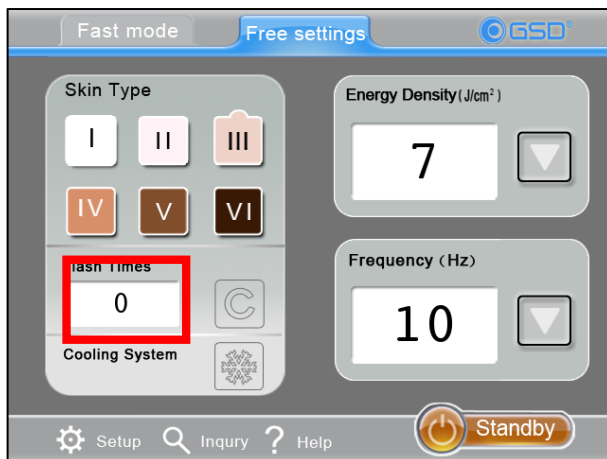 Fast mode
Free settings
GSD®
Skin Type
I II III
IV V VI
Flash Times
0
C
Cooling System
Energy Density(J/cm²)
7
Frequency (Hz)
10
Setup Inqury ? Help
Standby